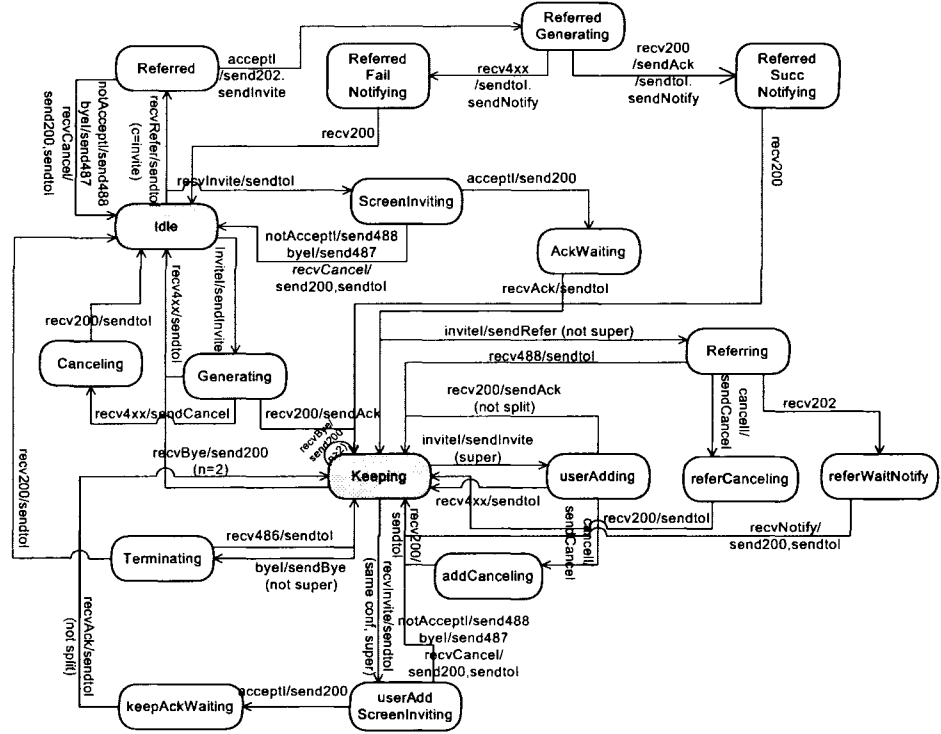 Referred
Generating
Referred
acceptI
/send202.
sendInvite
Referred
Fail
Notifying
recv4xx
/sendtoI.
sendNotify
recv200
/sendAck
/sendtoI.
sendNotify
Referred
Succ
Notifying
notAcceptI/send488
byeI/send487
recvCancel/
send200,sendtoI
recvRefer/sendtoI
(c=invite)
recv200
recv200
recvInvite/sendtoI
ScreenInviting
acceptI/send200
Idle
notAcceptI/send488
byeI/send487
recvCancel/
send200,sendtoI
AckWaiting
recvAck/sendtoI
recv4xx/sendtoI
InviteI/sendInvite
recv200/sendtoI
inviteI/sendRefer (not super)
Referring
recv488/sendtoI
Canceling
Generating
recv4xx/sendCancel
recv200/sendAck
recv200/sendAck
(not split)
cancelI/
sendCancel
recv202
recvBye/
send200
(n>2)
recvBye/send200
(n=2)
inviteI/sendInvite
(super)
Keeping
userAdding
referCanceling
referWaitNotify
recv4xx/sendtoI
recv200/sendtoI
recv200/sendtoI
recvNotify/
send200,sendtoI
recv200/
sendtoI
cancelI/
sendCancel
Terminating
recv486/sendtoI
byeI/sendBye
(not super)
addCanceling
recvInvite/sendtoI
(same conf, super)
recvAck/sendtoI
(not split)
notAcceptI/send488
byeI/send487
recvCancel/
send200,sendtoI
keepAckWaiting
acceptI/send200
userAdd
ScreenInviting